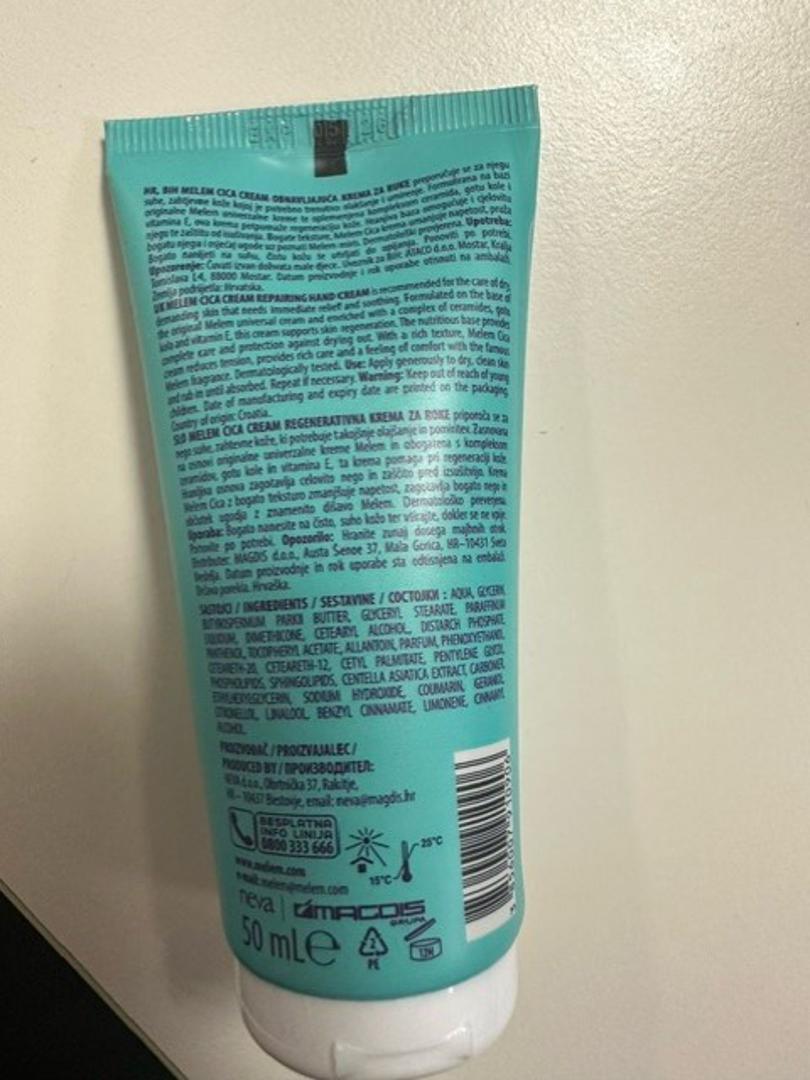 HR, BIH MELEM CICA CREAM OBNAVLJAJUĆA KREMA ZA RUKE preporučuje se za njegu
suhe, zahtjevne kože kojoj je potrebno trenutno olakšanje i umirenje. Formulirana na bazi
originalne Melem univerzalne kreme te oplemenjena kompleksom ceramida, gotu kole i
vitamina E, ova krema potpomaže regeneraciju kože. Hranjiva baza omogućuje i cjelovitu
njegu te zaštitu od isušivanja. Bogate teksture, Melem Cica krema umanjuje napetost, pruža
bogatu njegu i osjećaj ugode uz poznati Melem miris. Dermatološki provjerena. Upotreba:
Bogato nanijeti na suhu, čistu kožu te utrljati do upijanja. Ponoviti po potrebi.
Upozorenje: Čuvati izvan dohvata male djece. Uvoznik za BiH: ATACO d.o.o. Mostar, Kralja
Tomislava L4, 88000 Mostar. Datum proizvodnje i rok uporabe otisnuti na ambalaži.
Zemlja podrijetla: Hrvatska.
UK MELEM CICA CREAM REPAIRING HAND CREAM is recommended for the care of dry,
demanding skin that needs immediate relief and soothing. Formulated on the base of
the original Melem universal cream and enriched with a complex of ceramides, gotu
kola and vitamin E, this cream supports skin regeneration. The nutritious base provides
complete care and protection against drying out. With a rich texture, Melem Cica
cream reduces tension, provides rich care and a feeling of comfort with the famous
Melem fragrance. Dermatologically tested. Use: Apply generously to dry, clean skin
and rub in until absorbed. Repeat if necessary. Warning: Keep out of reach of young
children. Date of manufacturing and expiry date are printed on the packaging.
Country of origin: Croatia.
SLO MELEM CICA CREAM REGENERATIVNA KREMA ZA ROKE priporoča se za
nego suhe, zahtevne kože, ki potrebuje takojšnje olajšanje in pomiritev. Zasnovana
na osnovi originalne univerzalne kreme Melem in obogatena s kompleksom
ceramidov, gotu kole in vitamina E, ta krema pomaga pri regeneraciji kože.
Hranljiva osnova zagotavlja celovito nego in zaščito pred izsušitvijo. Krema
Melem Cica z bogato teksturo zmanjšuje napetost, zagotavlja bogato nego in
občutek ugodja z znamenito dišavo Melem. Dermatološko preverjena.
Uporaba: Bogato nanesite na čisto, suho kožo ter vtirajte, dokler se ne vpije.
Ponovite po potrebi. Opozorilo: Hranite zunaj dosega majhnih otrok.
Distributer: MAGDIS d.o.o., Austa Šenoe 37, Mala Gorica, HR–10431 Sveta
Nedelja. Datum proizvodnje in rok uporabe sta odtisnjena na embalaži.
Država porekla: Hrvaška.
SASTOJCI / INGREDIENTS / SESTAVINE / СОСТОЈКИ : AQUA, GLYCERIN,
BUTYROSPERMUM PARKII BUTTER, GLYCERYL STEARATE, PARAFFINUM
LIQUIDUM, DIMETHICONE, CETEARYL ALCOHOL, DISTARCH PHOSPHATE,
PANTHENOL, TOCOPHERYL ACETATE, ALLANTOIN, PARFUM, PHENOXYETHANOL,
CETEARETH-20, CETEARETH-12, CETYL PALMITATE, PENTYLENE GLYCOL,
PHOSPHOLIPIDS, SPHINGOLIPIDS, CENTELLA ASIATICA EXTRACT, CARBOMER,
ETHYLHEXYLGLYCERIN, SODIUM HYDROXIDE, COUMARIN, GERANIOL,
CITRONELLOL, LINALOOL, BENZYL CINNAMATE, LIMONENE, CINNAMYL
ALCOHOL.
PROIZVOĐAČ / PROIZVAJALEC /
PRODUCED BY / ПРОИЗВОДИТЕЛ:
NEVA d.o.o., Obrtnička 37, Rakitje,
HR – 10437 Bestovje, email: neva@magdis.hr
BESPLATNA
INFO LINIJA
0800 333 666
25°C
15°C
www.melem.com
e-mail: melem@melem.com
neva | MAGDIS
GRUPA
50 mL e
2
PE
12M